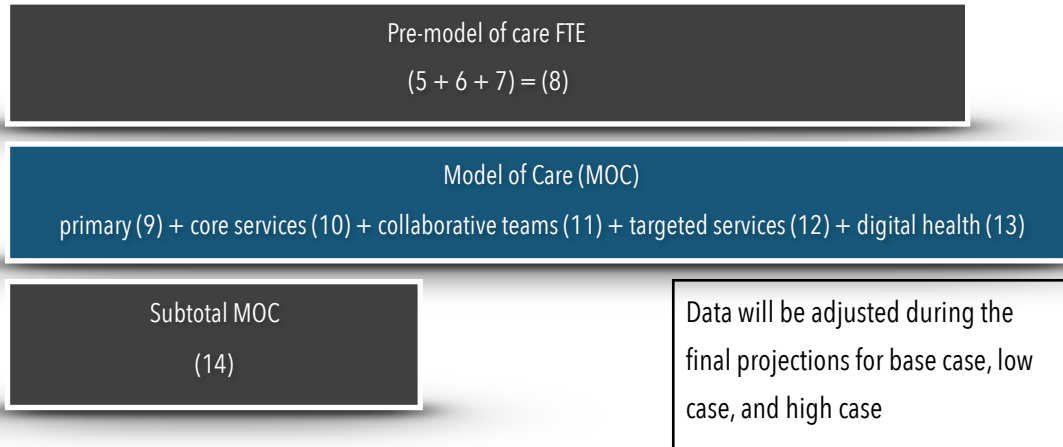 Pre-model of care FTE
(5 + 6 + 7) = (8)
Model of Care (MOC)
primary (9) + core services (10) + collaborative teams (11) + targeted services (12) + digital health (13)
Subtotal MOC
(14)
Data will be adjusted during the
final projections for base case, low
case, and high case